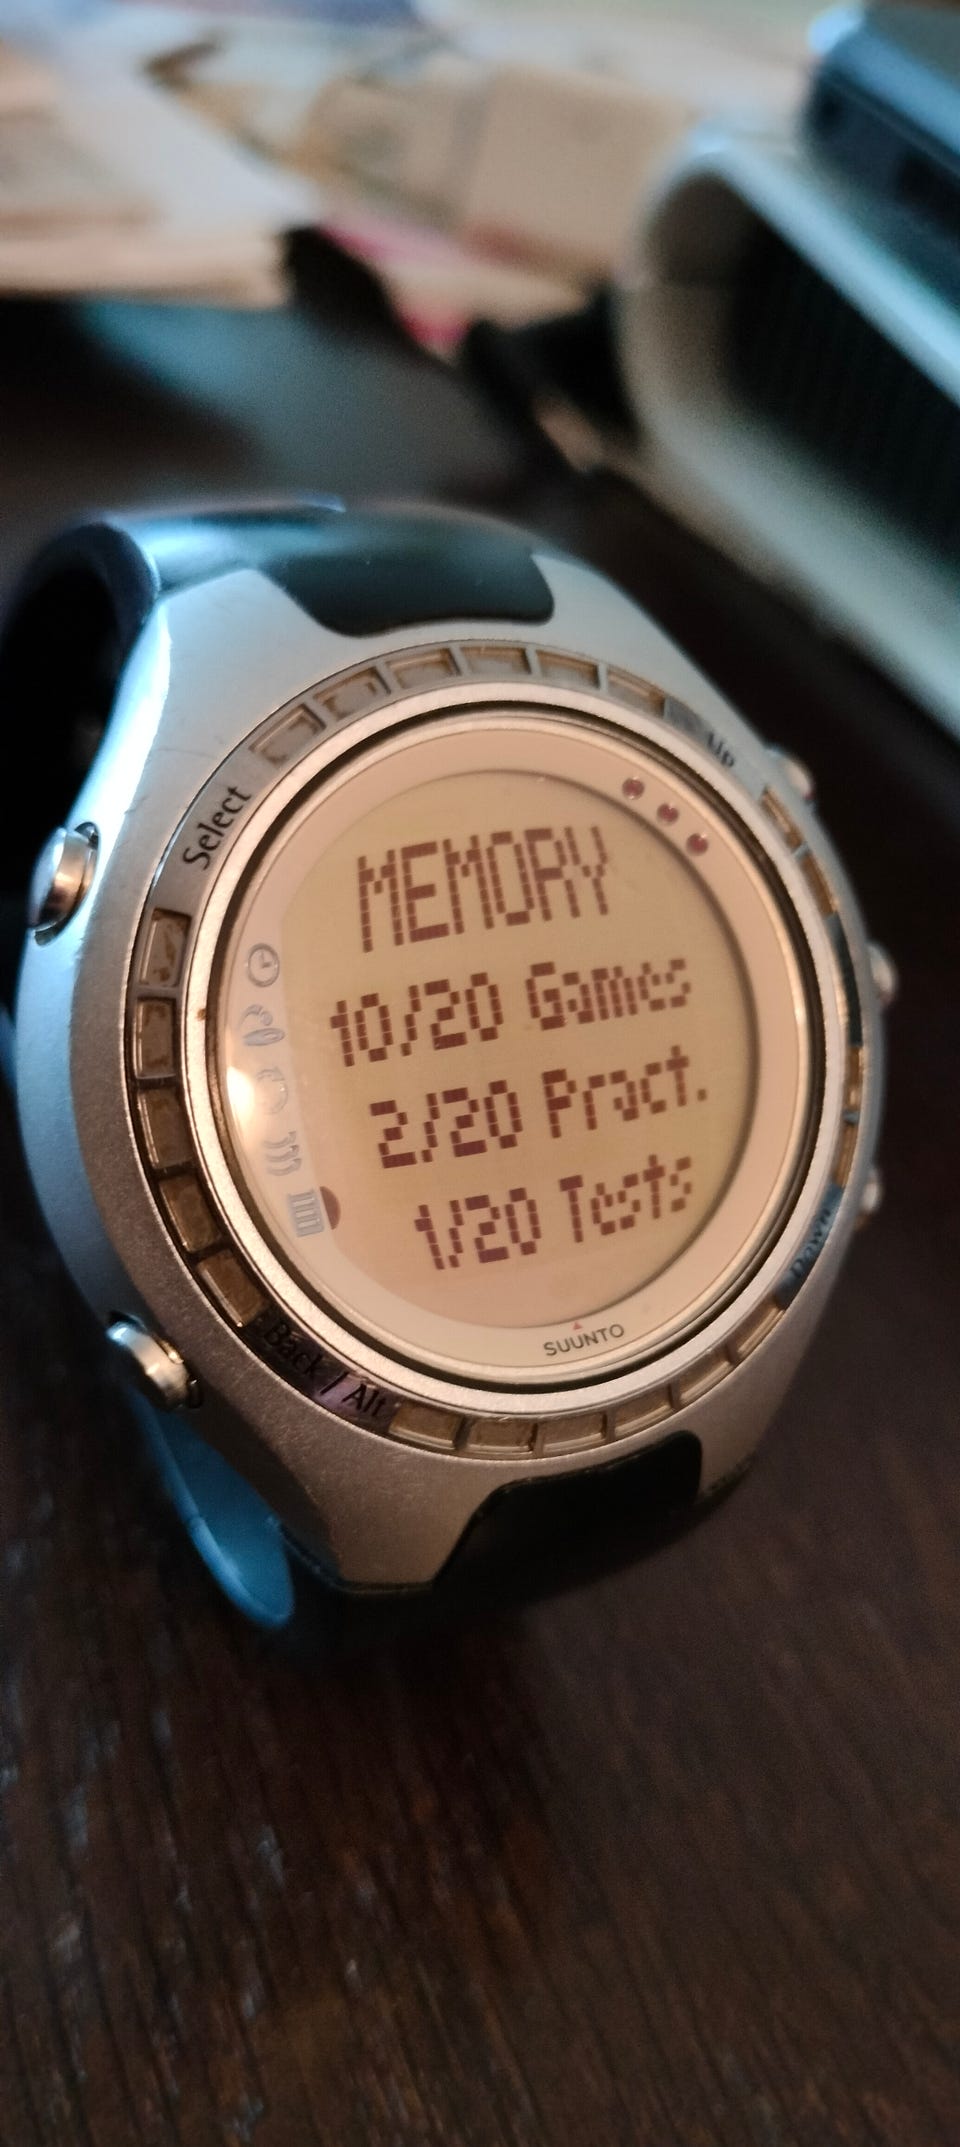 Select
Up
MEMORY
10/20 Games
2/20 Pract.
1/20 Tests
Down
SUUNTO
Back / Alt